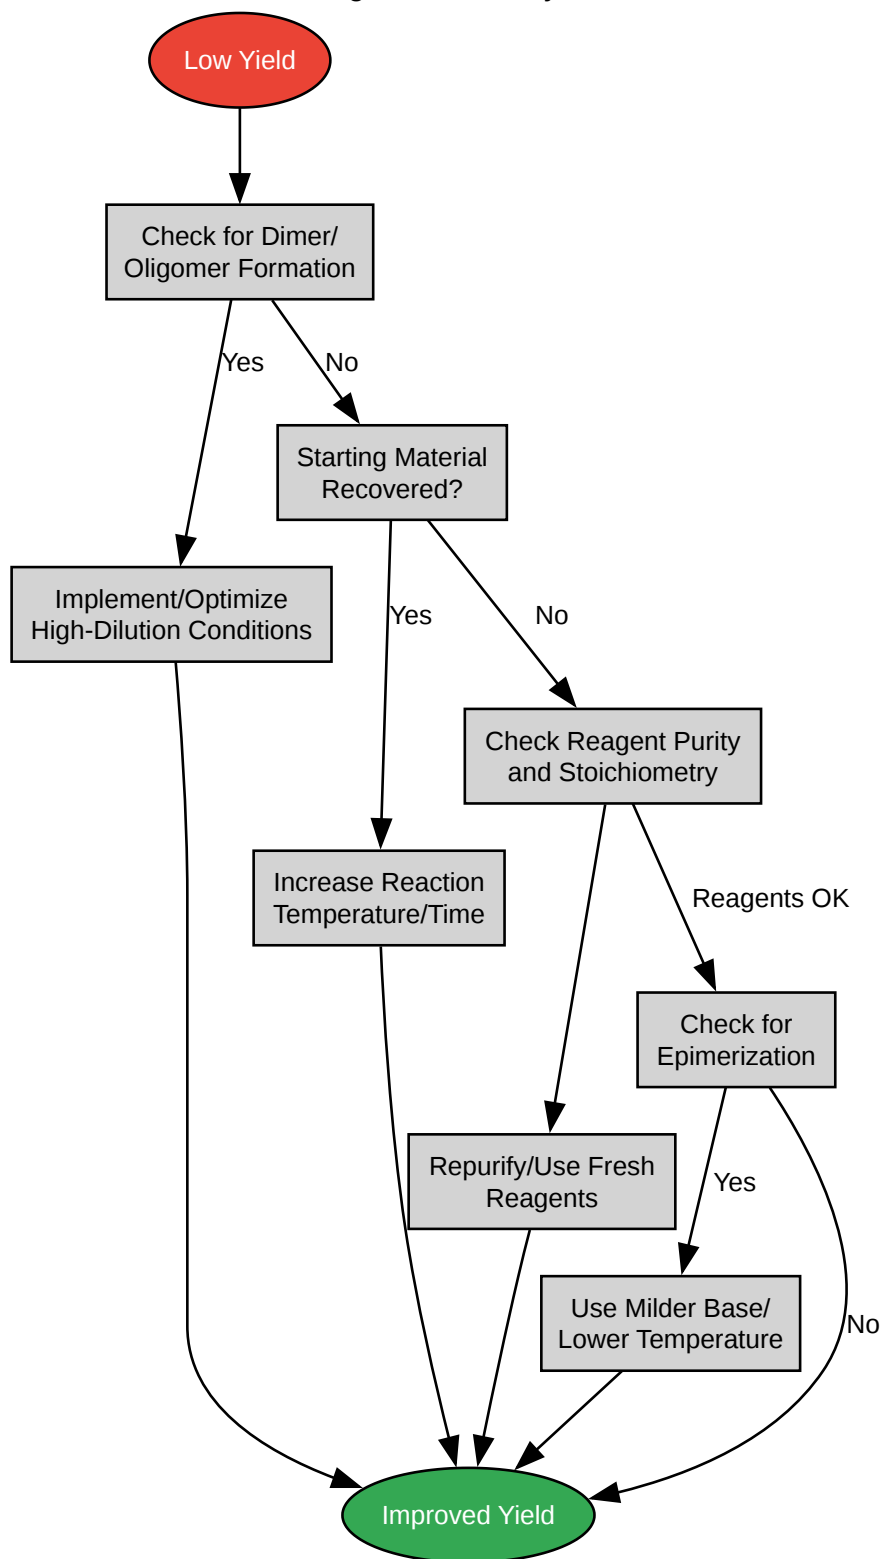 Low Yield
Check for Dimer/
Oligomer Formation
Yes
No
Starting Material
Recovered?
Implement/Optimize
High-Dilution Conditions
Yes
No
Check Reagent Purity
and Stoichiometry
Increase Reaction
Temperature/Time
Reagents OK
Check for
Epimerization
Repurify/Use Fresh
Reagents
Yes
Use Milder Base/
Lower Temperature
No
Improved Yield